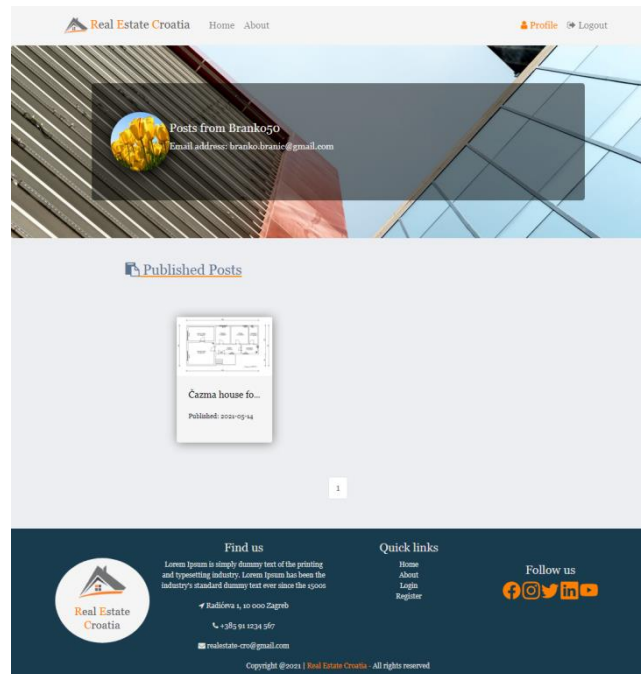 Real Estate Croatia Home About Profile Logout
Posts from Branko50
Email address: branko.branic@gmail.com
Published Posts
Čazma house fo...
Published: 2021-05-14
1
Real Estate
Croatia
Find us
Lorem Ipsum is simply dummy text of the printing
and typesetting industry. Lorem Ipsum has been the
industry's standard dummy text ever since the 1500s
Radićeva 1, 10 000 Zagreb
+385 91 1234 567
realestate-cro@gmail.com
Quick links
Home
About
Login
Register
Follow us
Copyright @2021 | Real Estate Croatia - All rights reserved